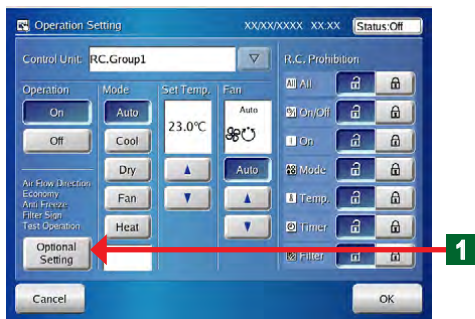 Operation Setting
XX/XX/XXXX XX:XX
Status:Off
Control Unit:
RC.Group1
R.C. Prohibition
Operation
Mode
Set Temp.
Fan
On
Off
Auto
Cool
Dry
Fan
Heat
23.0°C
Auto
Auto
All All
On/Off
On
Mode
Temp.
Timer
Filter
Air Flow Direction
Economy
Anti Freeze
Filter Sign
Test Operation
Optional
Setting
1
Cancel
OK